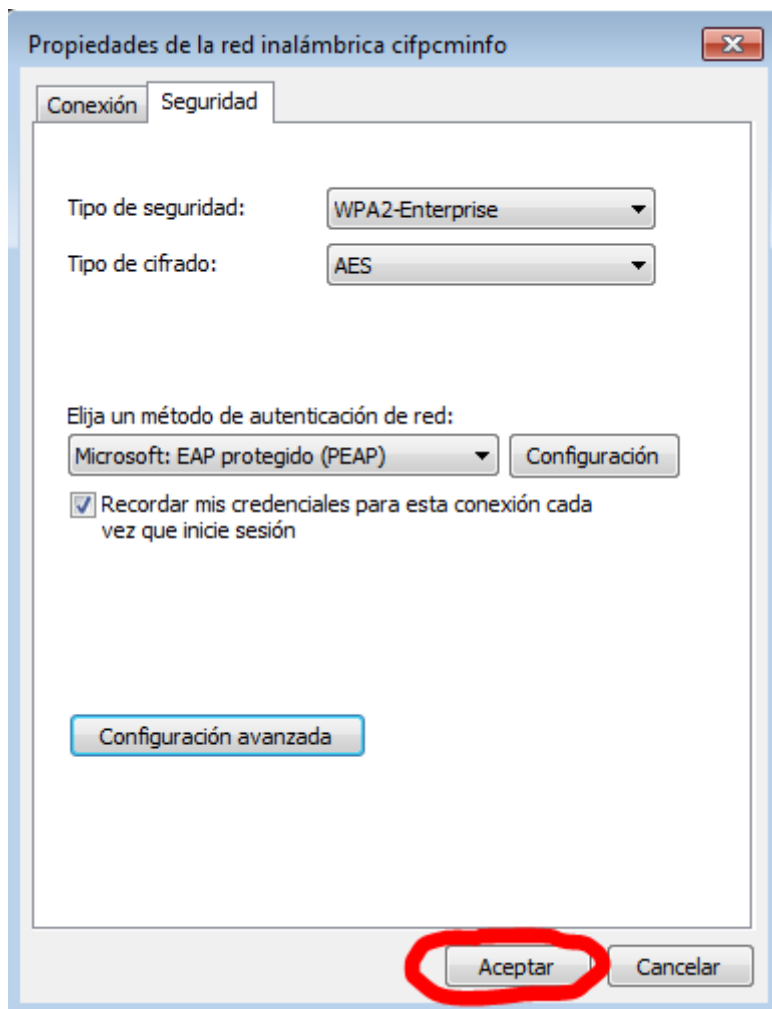 Propiedades de la red inalámbrica cifpcminfo
Conexión
Seguridad
Tipo de seguridad:
WPA2-Enterprise
Tipo de cifrado:
AES
Elija un método de autenticación de red:
Microsoft: EAP protegido (PEAP)
Configuración
Recordar mis credenciales para esta conexión cada
vez que inicie sesión
Configuración avanzada
Aceptar
Cancelar